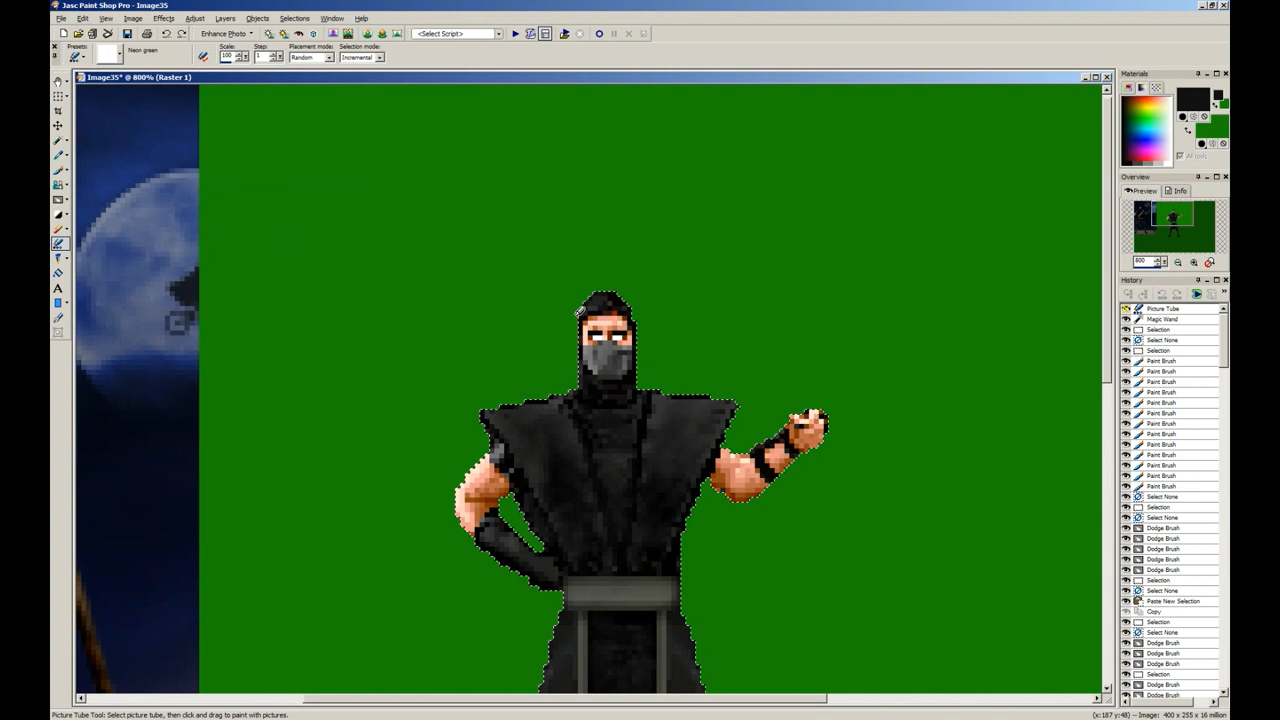 Jasc Paint Shop Pro - Image35
File Edit View Image Effects Adjust Layers Objects Selections Window Help
Enhance Photo <Select Script>
Presets: Scale: Step: Placement mode: Selection mode:
Neon green 100 1 Random Incremental
Image35* @ 800% (Raster 1)
Materials
All tools
Overview
Preview Info
800
History
Picture Tube
Magic Wand
Selection
Select None
Selection
Paint Brush
Paint Brush
Paint Brush
Paint Brush
Paint Brush
Paint Brush
Paint Brush
Paint Brush
Paint Brush
Paint Brush
Paint Brush
Paint Brush
Paint Brush
Select None
Selection
Select None
Dodge Brush
Dodge Brush
Dodge Brush
Dodge Brush
Dodge Brush
Selection
Select None
Paste New Selection
Copy
Selection
Select None
Dodge Brush
Dodge Brush
Dodge Brush
Selection
Dodge Brush
Dodge Brush
A
Picture Tube Tool: Select picture tube, then click and drag to paint with pictures.
(x:187 y:48) -- Image: 400 x 255 x 16 million